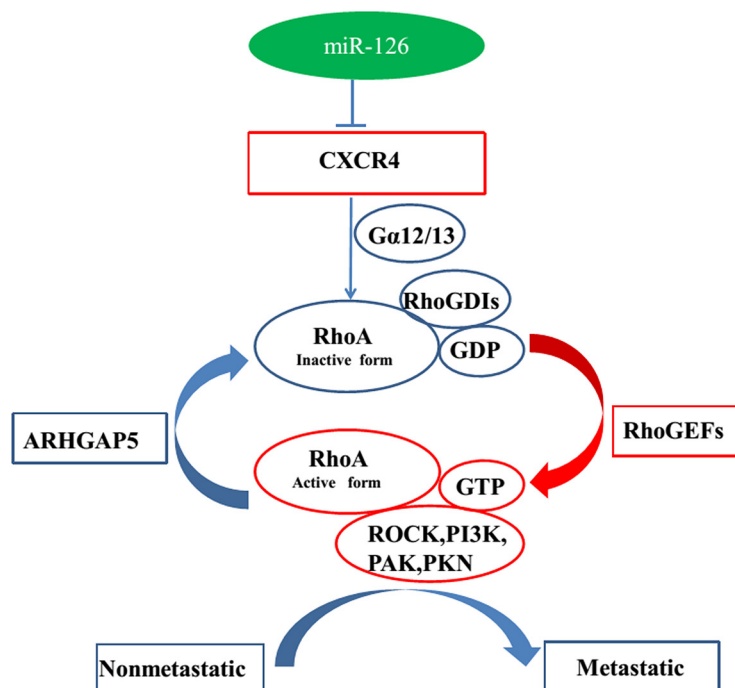 miR-126
CXCR4
Gα12/13
RhoGDIs
RhoA
Inactive form
GDP
ARHGAP5
RhoGEFs
RhoA
Active form
GTP
ROCK,PI3K,
PAK,PKN
Nonmetastatic
Metastatic